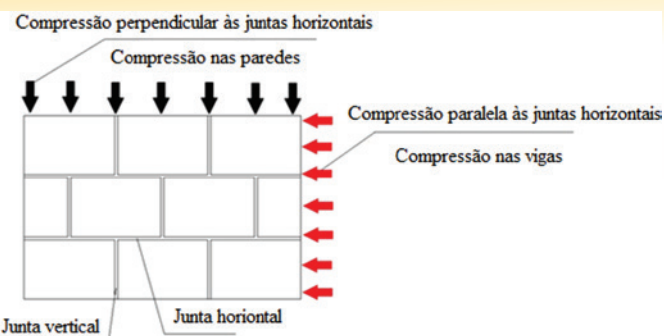 Compressão perpendicular às juntas horizontais
Compressão nas paredes
Compressão paralela às juntas horizontais
Compressão nas vigas
Junta vertical
Junta horiontal